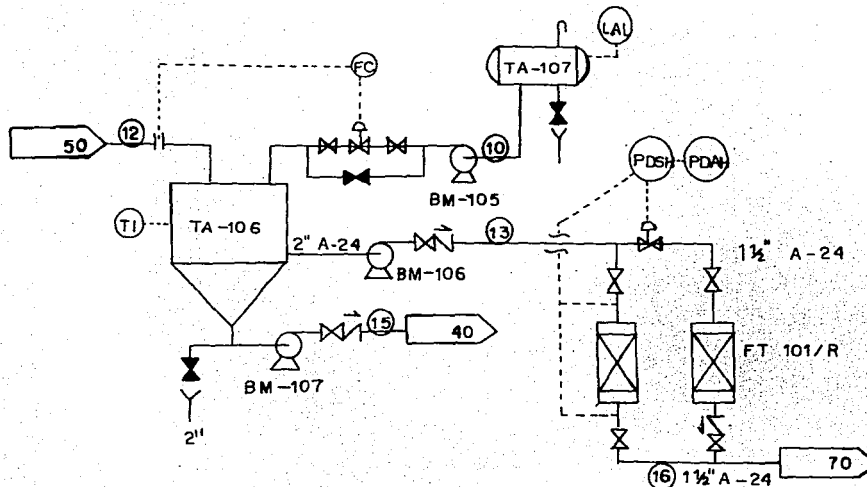 LAL
TA-107
FC
12
50
10
PDSH
PDAH
BM-105
TI
TA-106
2" A-24
13
1½" A-24
BM-106
15
40
FT 101/R
BM-107
2"
70
16
1½" A-24